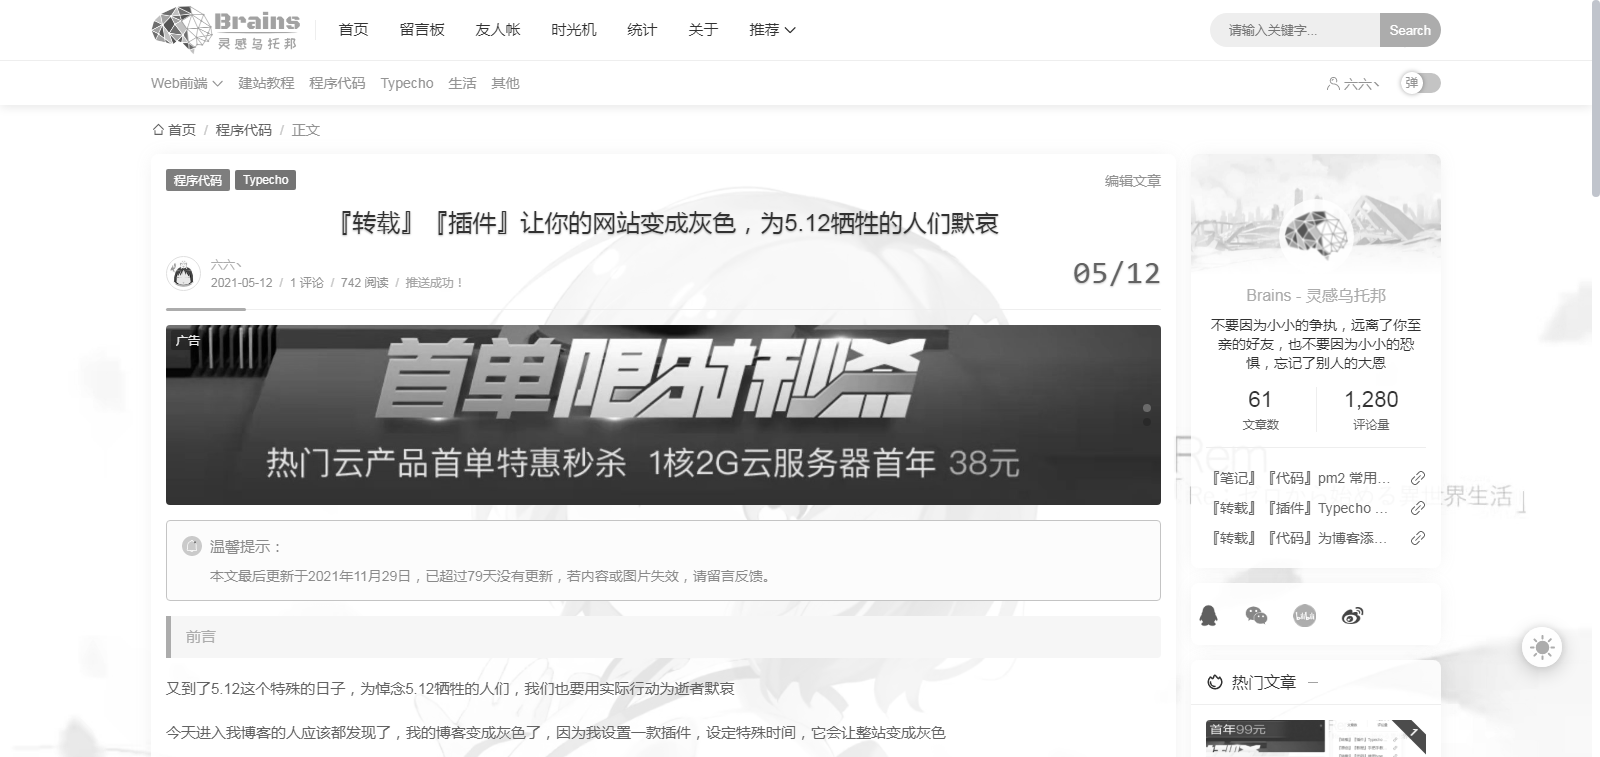 Brains
灵感乌托邦
首页 留言板 友人帐 时光机 统计 关于 推荐
请输入关键字... Search
Web前端 建站教程 程序代码 Typecho 生活 其他
六六丶 弹
首页 / 程序代码 / 正文
程序代码 Typecho 编辑文章
『转载』『插件』让你的网站变成灰色，为5.12牺牲的人们默哀
六六丶
2021-05-12 / 1 评论 / 742 阅读 / 推送成功！
05/12
广告
首单限时秒杀
热门云产品首单特惠秒杀 1核2G云服务器首年 38元
温馨提示：
本文最后更新于2021年11月29日，已超过79天没有更新，若内容或图片失效，请留言反馈。
前言
又到了5.12这个特殊的日子，为悼念5.12牺牲的人们，我们也要用实际行动为逝者默哀
今天进入我博客的人应该都发现了，我的博客变成灰色了，因为我设置一款插件，设定特殊时间，它会让整站变成灰色
Brains - 灵感乌托邦
不要因为小小的争执，远离了你至
亲的好友，也不要因为小小的恐
惧，忘记了别人的大恩
61 1,280
文章数 评论量
Rem
『笔记』『代码』pm2 常用...
『转载』『插件』Typecho ...
世界生活」
『转载』『代码』为博客添...
bilibili
热门文章
首年99元
1